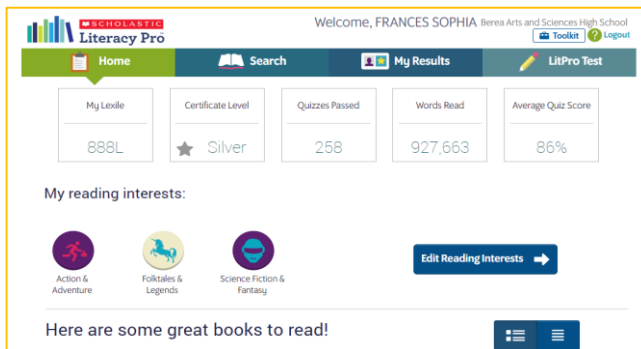 SCHOLASTIC
Literacy Pro
Welcome, FRANCES SOPHIA Berea Arts and Sciences High School
Toolkit ? Logout
Home Search My Results LitPro Test
My Lexile Certificate Level Quizzes Passed Words Read Average Quiz Score
888L Silver 258 927,663 86%
My reading interests:
Edit Reading Interests
Action & Folktales & Science Fiction &
Adventure Legends Fantasy
Here are some great books to read!